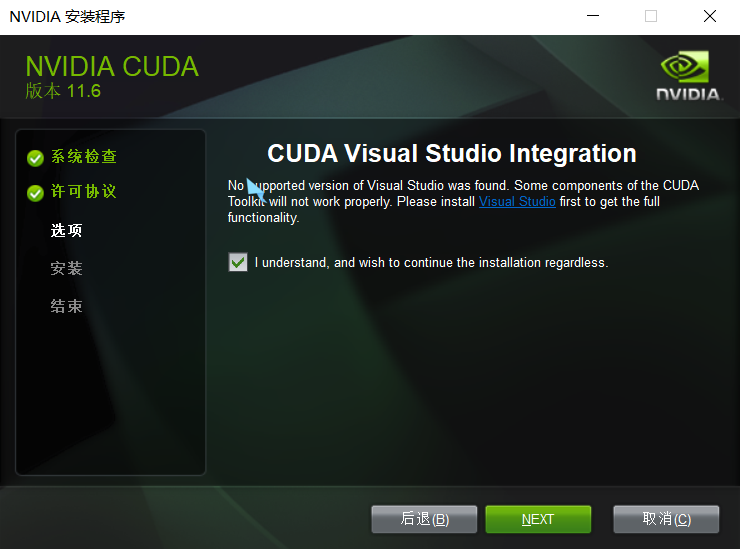 NVIDIA 安装程序
NVIDIA CUDA
版本 11.6
nVIDIA.
系统检查
许可协议
选项
安装
结束
CUDA Visual Studio Integration
No supported version of Visual Studio was found. Some components of the CUDA
Toolkit will not work properly. Please install Visual Studio first to get the full
functionality.
I understand, and wish to continue the installation regardless.
后退(B)
NEXT
取消(C)